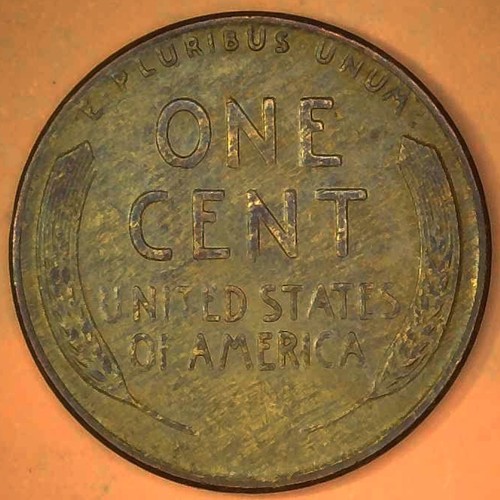 E PLURIBUS UNUM
ONE
CENT
UNITED STATES
OF AMERICA